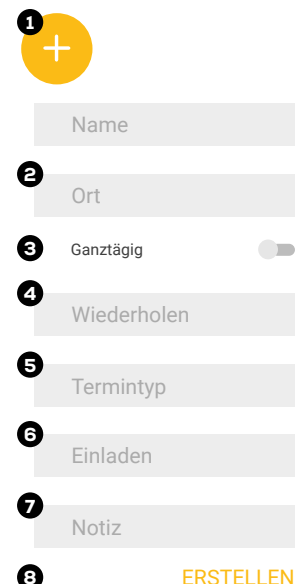 1
+
Name
2
Ort
3 Ganztägig
4
Wiederholen
5
Termintyp
6
Einladen
7
Notiz
8 ERSTELLEN